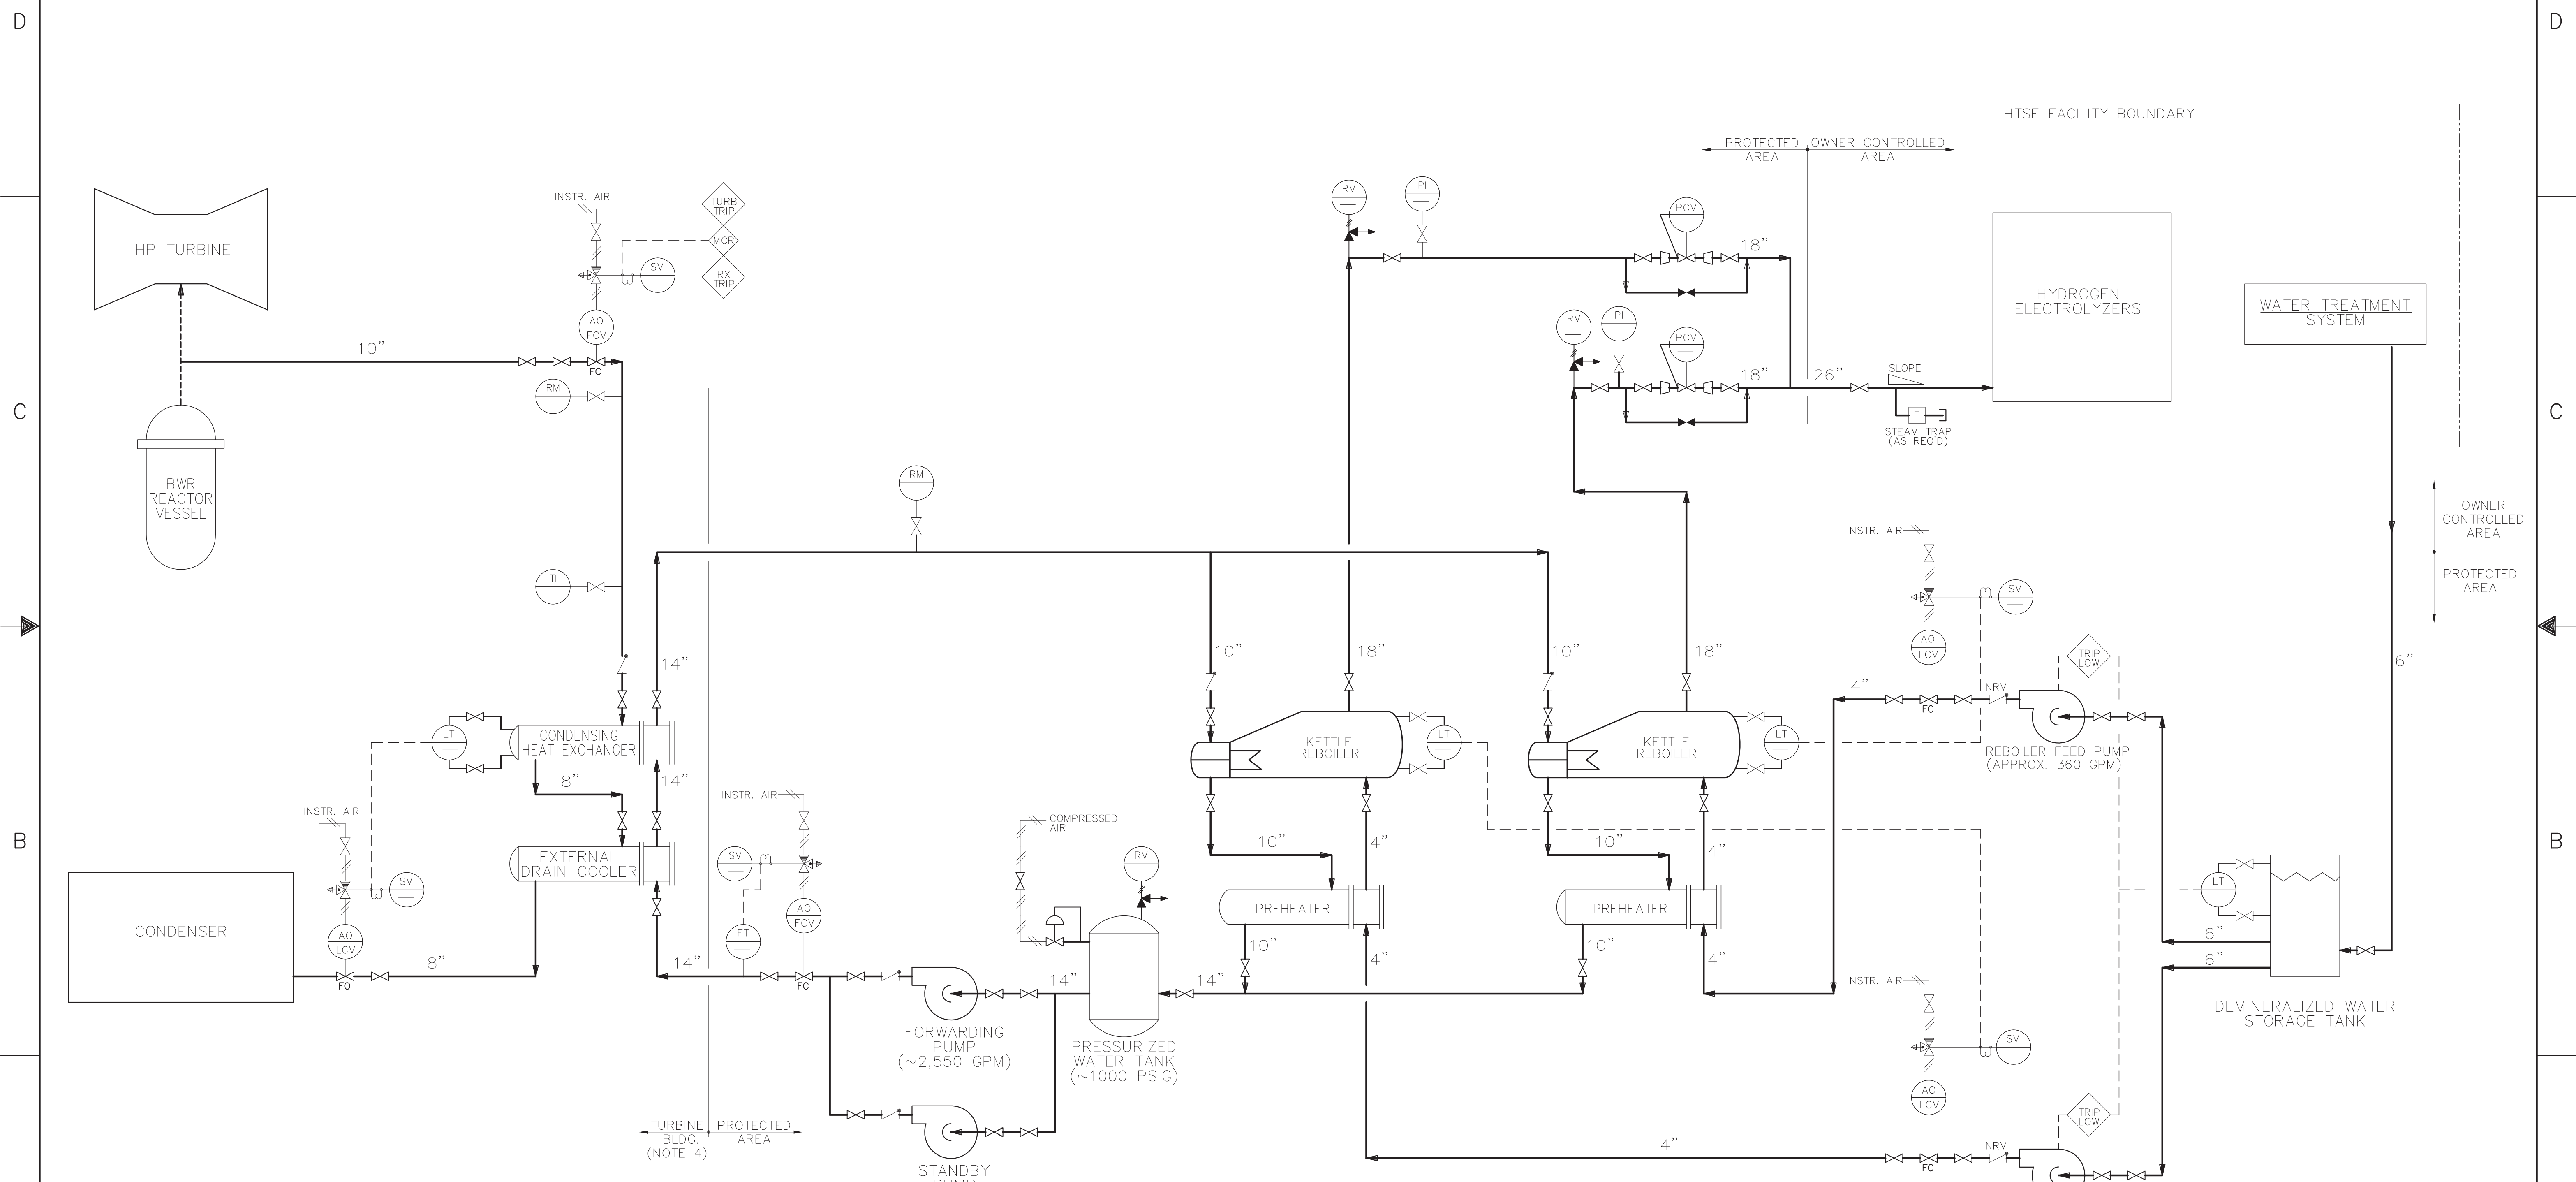 D
D
HTSE FACILITY BOUNDARY
PROTECTED
AREA
OWNER CONTROLLED
AREA
INSTR. AIR
TURB
TRIP
MCR
RX
TRIP
SV
AO
FCV
FC
HP TURBINE
10"
RM
TI
BWR
REACTOR
VESSEL
RV
PI
PCV
18"
RV
PI
PCV
18"
26"
SLOPE
T
STEAM TRAP
(AS REQ'D)
HYDROGEN
ELECTROLYZERS
WATER TREATMENT
SYSTEM
C
C
RM
OWNER
CONTROLLED
AREA
PROTECTED
AREA
INSTR. AIR
SV
AO
LCV
FC
TRIP
LOW
6"
14"
10"
18"
10"
18"
4"
NRV
LT
CONDENSING
HEAT EXCHANGER
KETTLE
REBOILER
LT
KETTLE
REBOILER
LT
REBOILER FEED PUMP
(APPROX. 360 GPM)
8"
14"
INSTR. AIR
INSTR. AIR
COMPRESSED
AIR
B
B
EXTERNAL
DRAIN COOLER
SV
SV
RV
10"
4"
10"
4"
LT
CONDENSER
AO
LCV
FO
8"
FT
AO
FCV
FC
PREHEATER
PREHEATER
10"
4"
10"
4"
6"
6"
14"
14"
14"
FORWARDING
PUMP
(~2,550 GPM)
PRESSURIZED
WATER TANK
(~1000 PSIG)
INSTR. AIR
SV
AO
LCV
FC
DEMINERALIZED WATER
STORAGE TANK
TRIP
LOW
TURBINE
BLDG.
(NOTE 4)
PROTECTED
AREA
4"
NRV
STANDBY
PUMP